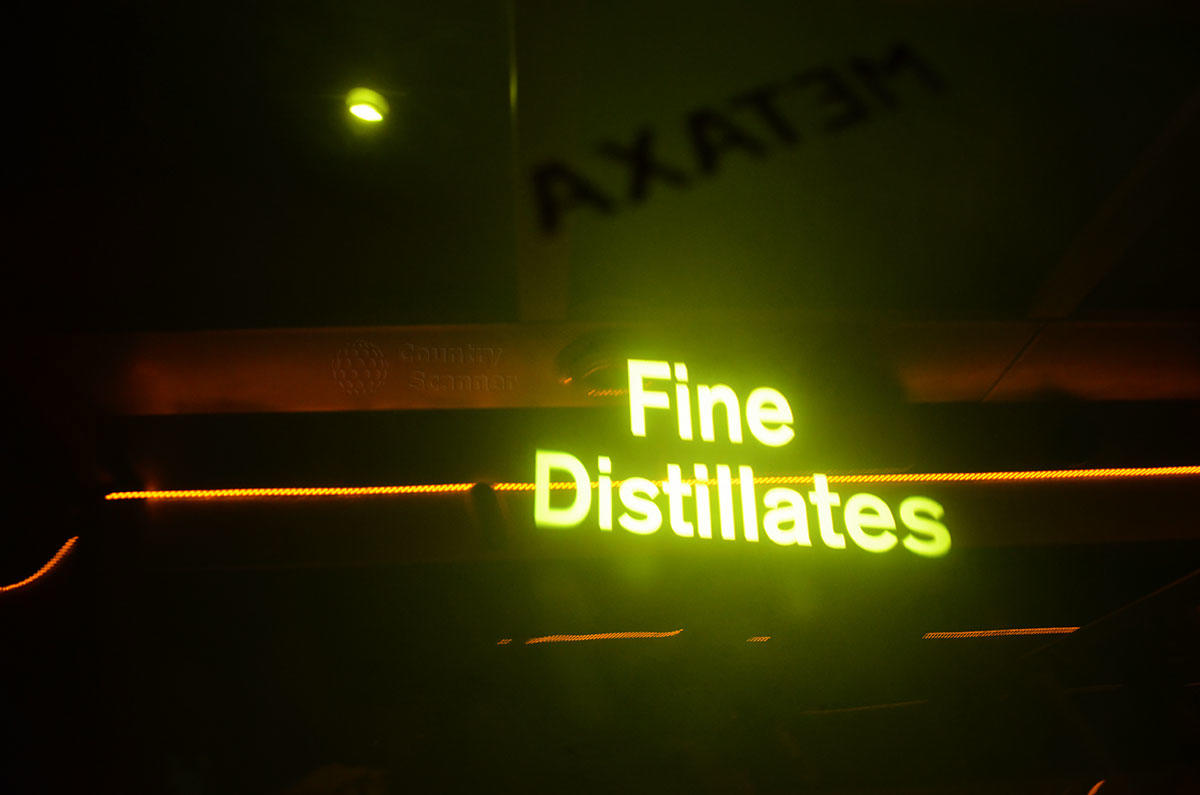 METAXA
Country
Scanner
Fine
Distillates